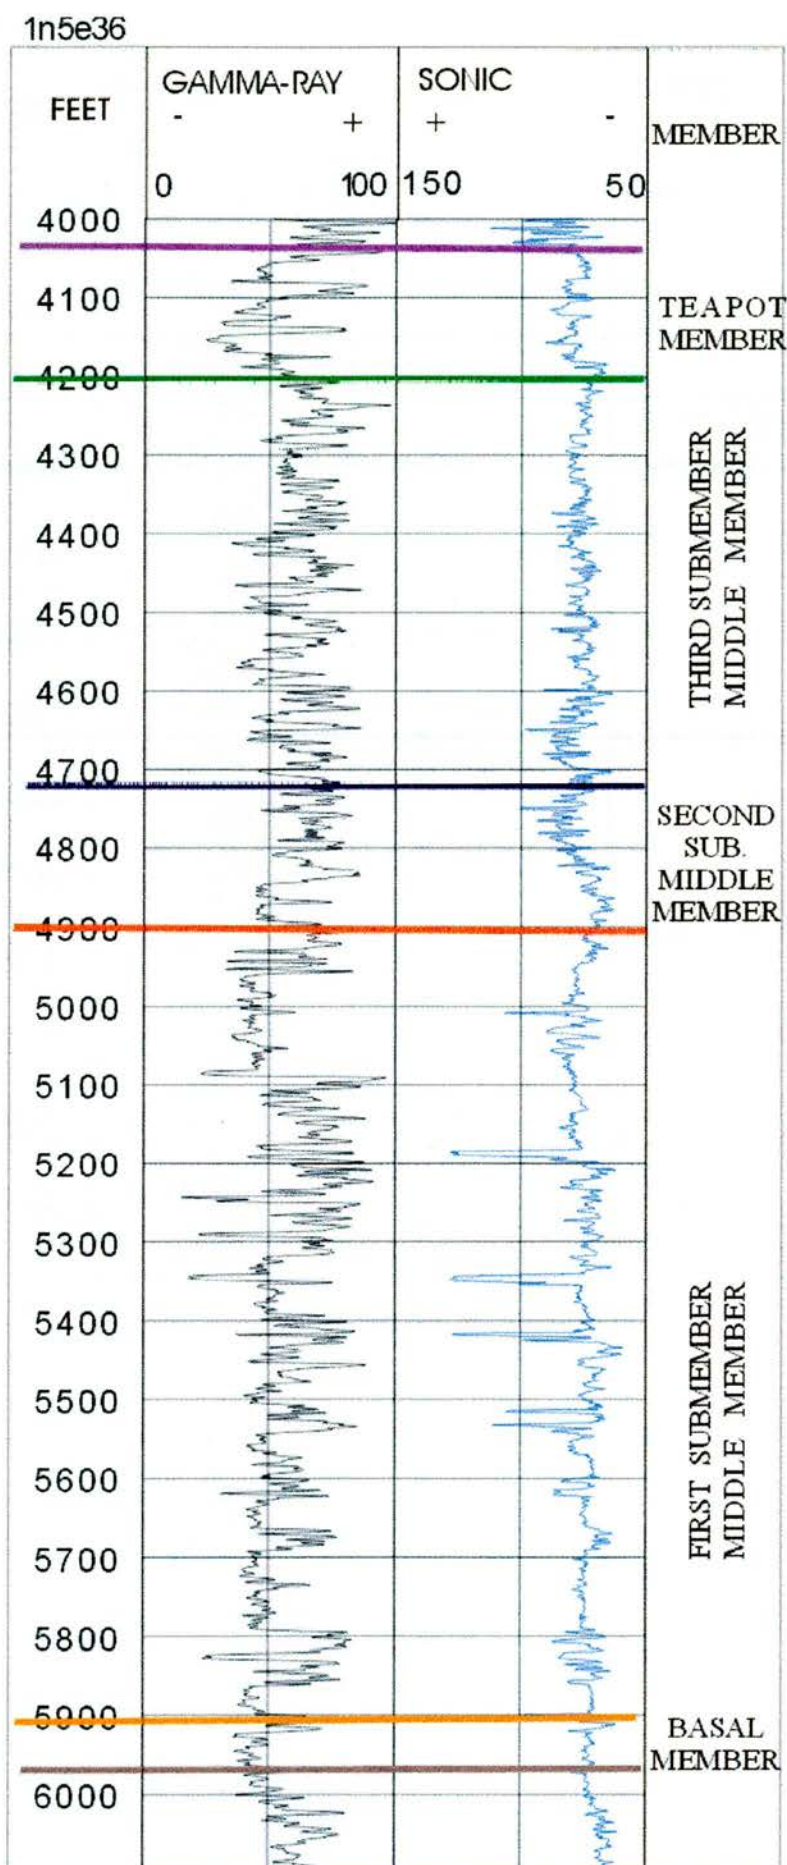 1n5e36
GAMMA-RAY
SONIC
FEET
- +
+ -
MEMBER
0 100
150 50
4000
4100
TEAPOT
MEMBER
4200
4300
THIRD SUBMEMBER
MIDDLE MEMBER
4400
4500
4600
4700
SECOND
SUB.
MIDDLE
MEMBER
4800
4900
5000
5100
5200
5300
FIRST SUBMEMBER
MIDDLE MEMBER
5400
5500
5600
5700
5800
5900
BASAL
MEMBER
6000